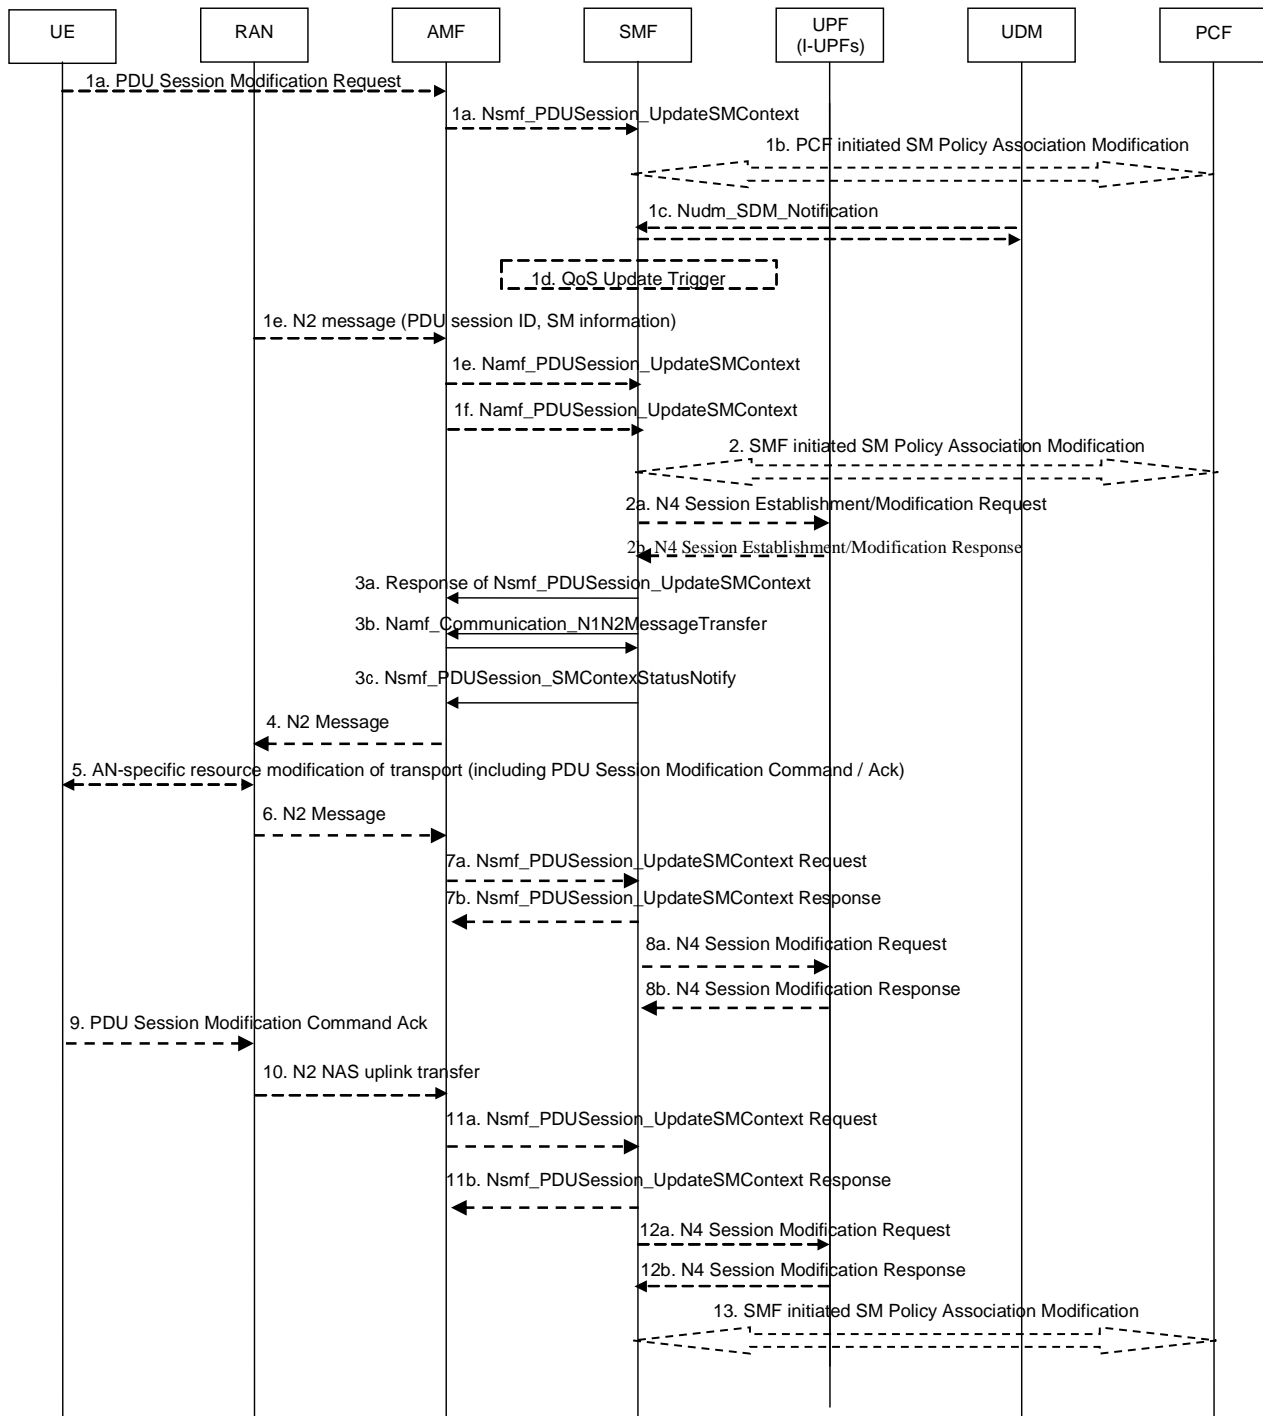 UE
RAN
AMF
SMF
UPF
(I-UPFs)
UDM
PCF
1a. PDU Session Modification Request
1a. Nsmf_PDUSession_UpdateSMContext
1b. PCF initiated SM Policy Association Modification
1c. Nudm_SDM_Notification
1d. QoS Update Trigger
1e. N2 message (PDU session ID, SM information)
1e. Namf_PDUSession_UpdateSMContext
1f. Namf_PDUSession_UpdateSMContext
2. SMF initiated SM Policy Association Modification
2a. N4 Session Establishment/Modification Request
2b. N4 Session Establishment/Modification Response
3a. Response of Nsmf_PDUSession_UpdateSMContext
3b. Namf_Communication_N1N2MessageTransfer
3c. Nsmf_PDUSession_SMContexStatusNotify
4. N2 Message
5. AN-specific resource modification of transport (including PDU Session Modification Command / Ack)
6. N2 Message
7a. Nsmf_PDUSession_UpdateSMContext Request
7b. Nsmf_PDUSession_UpdateSMContext Response
8a. N4 Session Modification Request
8b. N4 Session Modification Response
9. PDU Session Modification Command Ack
10. N2 NAS uplink transfer
11a. Nsmf_PDUSession_UpdateSMContext Request
11b. Nsmf_PDUSession_UpdateSMContext Response
12a. N4 Session Modification Request
12b. N4 Session Modification Response
13. SMF initiated SM Policy Association Modification